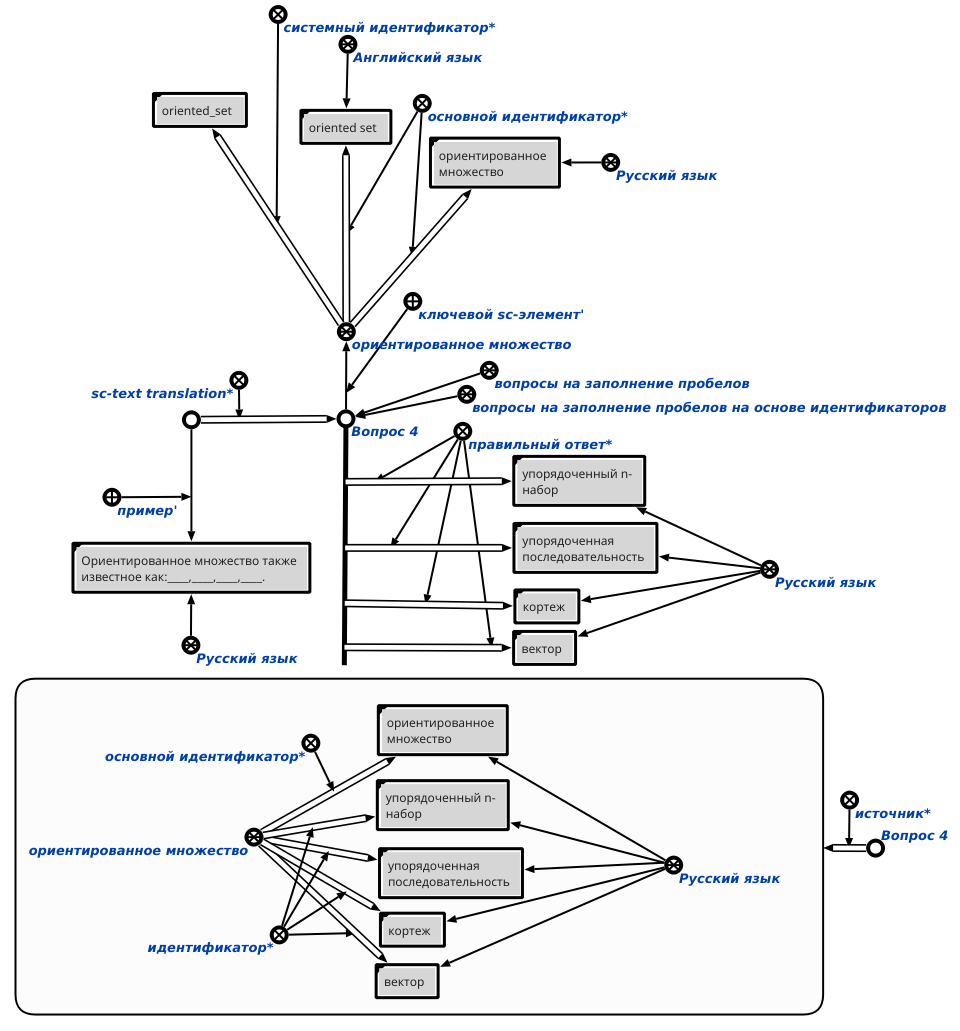 системный идентификатор*
Английский язык
oriented_set
oriented set
основной идентификатор*
ориентированное
множество
Русский язык
ключевой sc-элемент'
ориентированное множество
вопросы на заполнение пробелов
sc-text translation*
вопросы на заполнение пробелов на основе идентификаторов
Вопрос 4
правильный ответ*
упорядоченный n-
набор
пример'
упорядоченная
последовательность
Ориентированное множество также
известное как:____,____,____,____.
Русский язык
кортеж
вектор
Русский язык
ориентированное
множество
основной идентификатор*
упорядоченный n-
набор
источник*
Вопрос 4
ориентированное множество
упорядоченная
последовательность
Русский язык
кортеж
идентификатор*
вектор